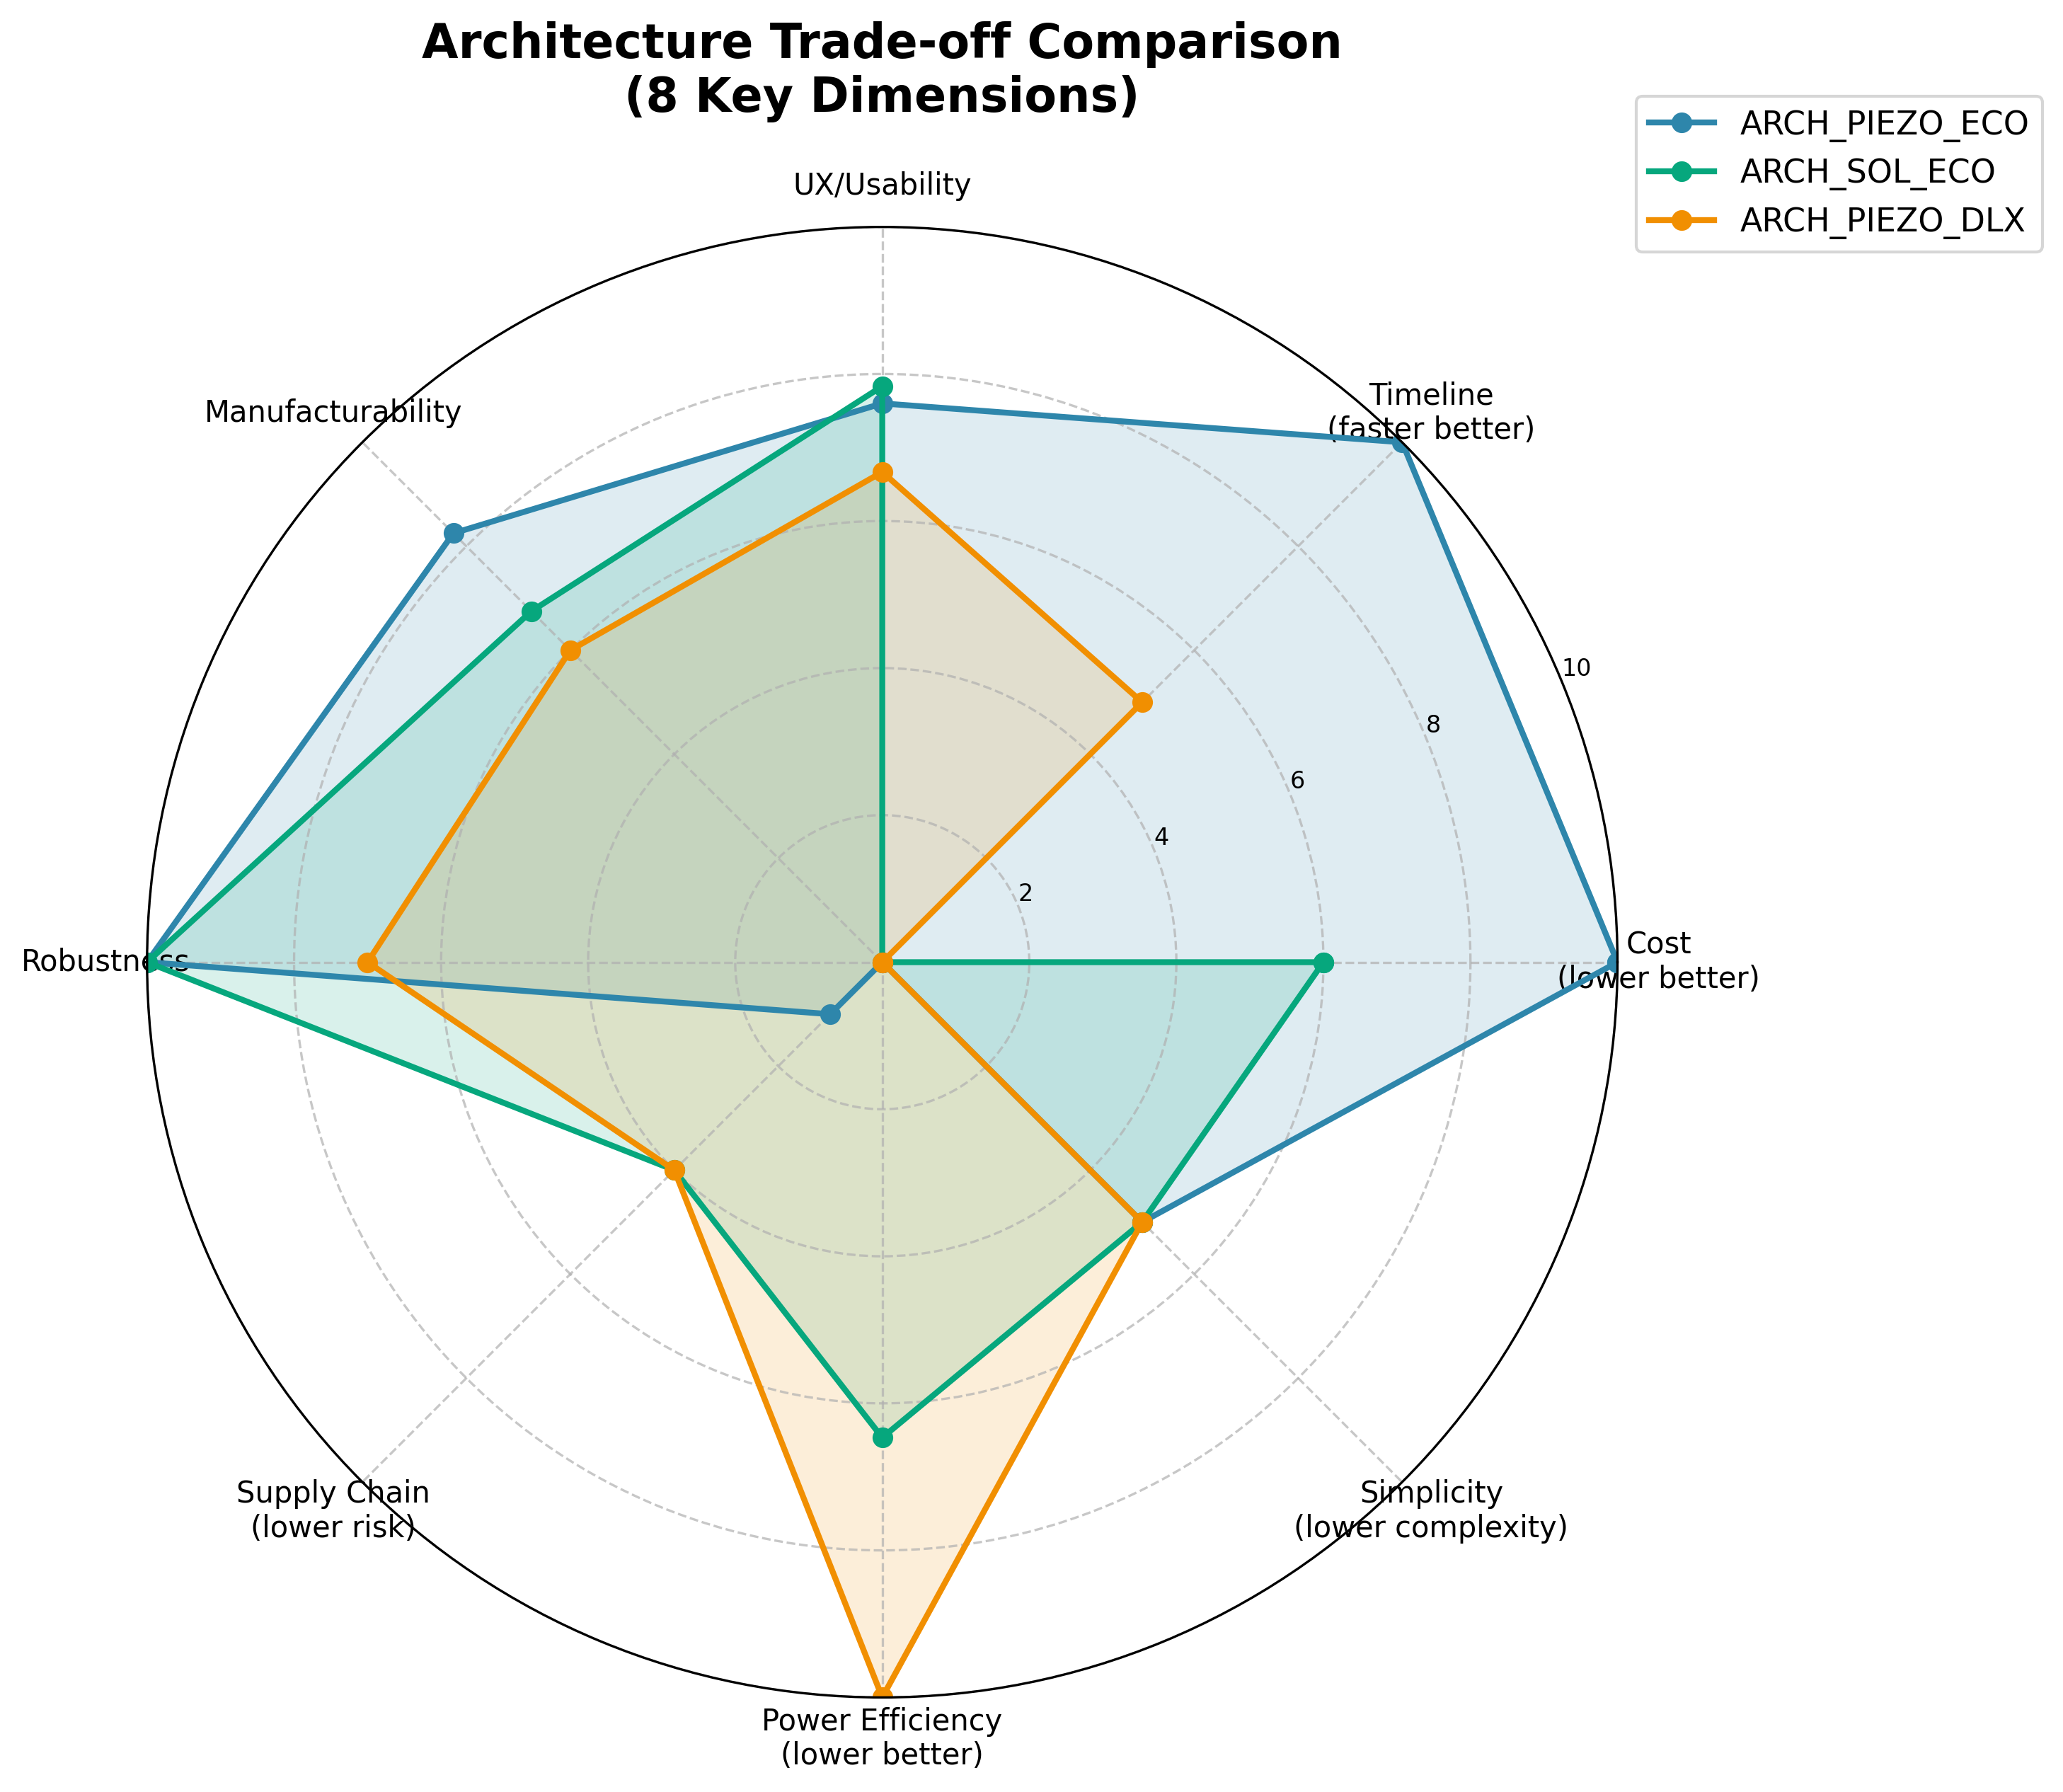 Architecture Trade-off Comparison
(8 Key Dimensions)
ARCH_PIEZO_ECO
ARCH_SOL_ECO
ARCH_PIEZO_DLX
UX/Usability
Timeline
(faster better)
Manufacturability
10
8
6
4
2
Cost
(lower better)
Robustness
Supply Chain
(lower risk)
Simplicity
(lower complexity)
Power Efficiency
(lower better)